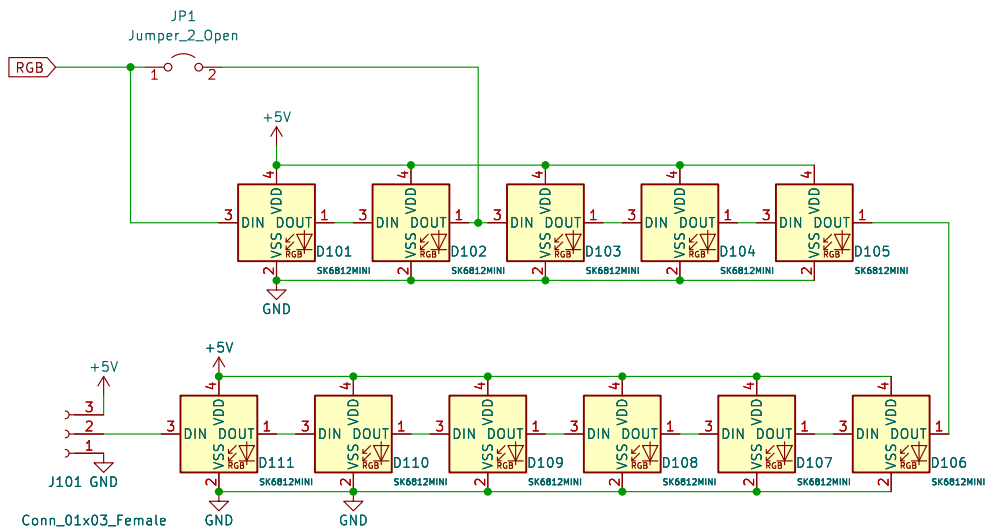 JP1
Jumper_2_Open
RGB
1 2
+5V
4 4 4 4 4
VDD VDD VDD VDD VDD
3 DIN DOUT 1 3 DIN DOUT 1 3 DIN DOUT 1 3 DIN DOUT 1 3 DIN DOUT 1
VSS VSS VSS VSS VSS
RGB D101 RGB D102 RGB D103 RGB D104 RGB D105
2 SK6812MINI 2 SK6812MINI 2 SK6812MINI 2 SK6812MINI 2 SK6812MINI
GND
+5V
+5V
4 4 4 4 4 4
3
VDD VDD VDD VDD VDD VDD
2 3 DIN DOUT 1 3 DIN DOUT 1 3 DIN DOUT 1 3 DIN DOUT 1 3 DIN DOUT 1 3 DIN DOUT 1
1
VSS VSS VSS VSS VSS VSS
RGB D111 RGB D110 RGB D109 RGB D108 RGB D107 RGB D106
J101 GND
2 SK6812MINI 2 SK6812MINI 2 SK6812MINI 2 SK6812MINI 2 SK6812MINI 2 SK6812MINI
Conn_01x03_Female GND GND